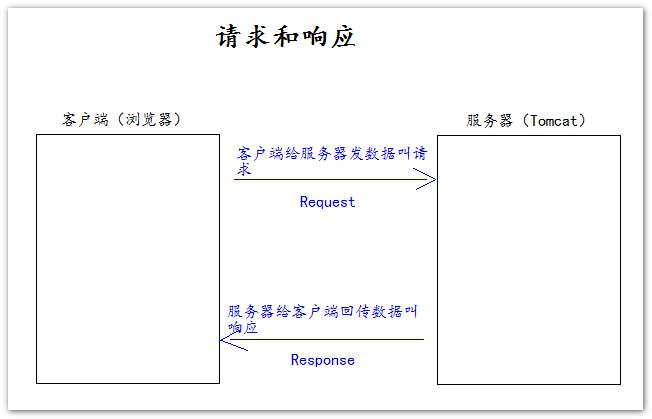 请求和响应
客户端（浏览器）
服务器（Tomcat）
客户端给服务器发数据叫请
求
Request
服务器给客户端回传数据叫
响应
Response